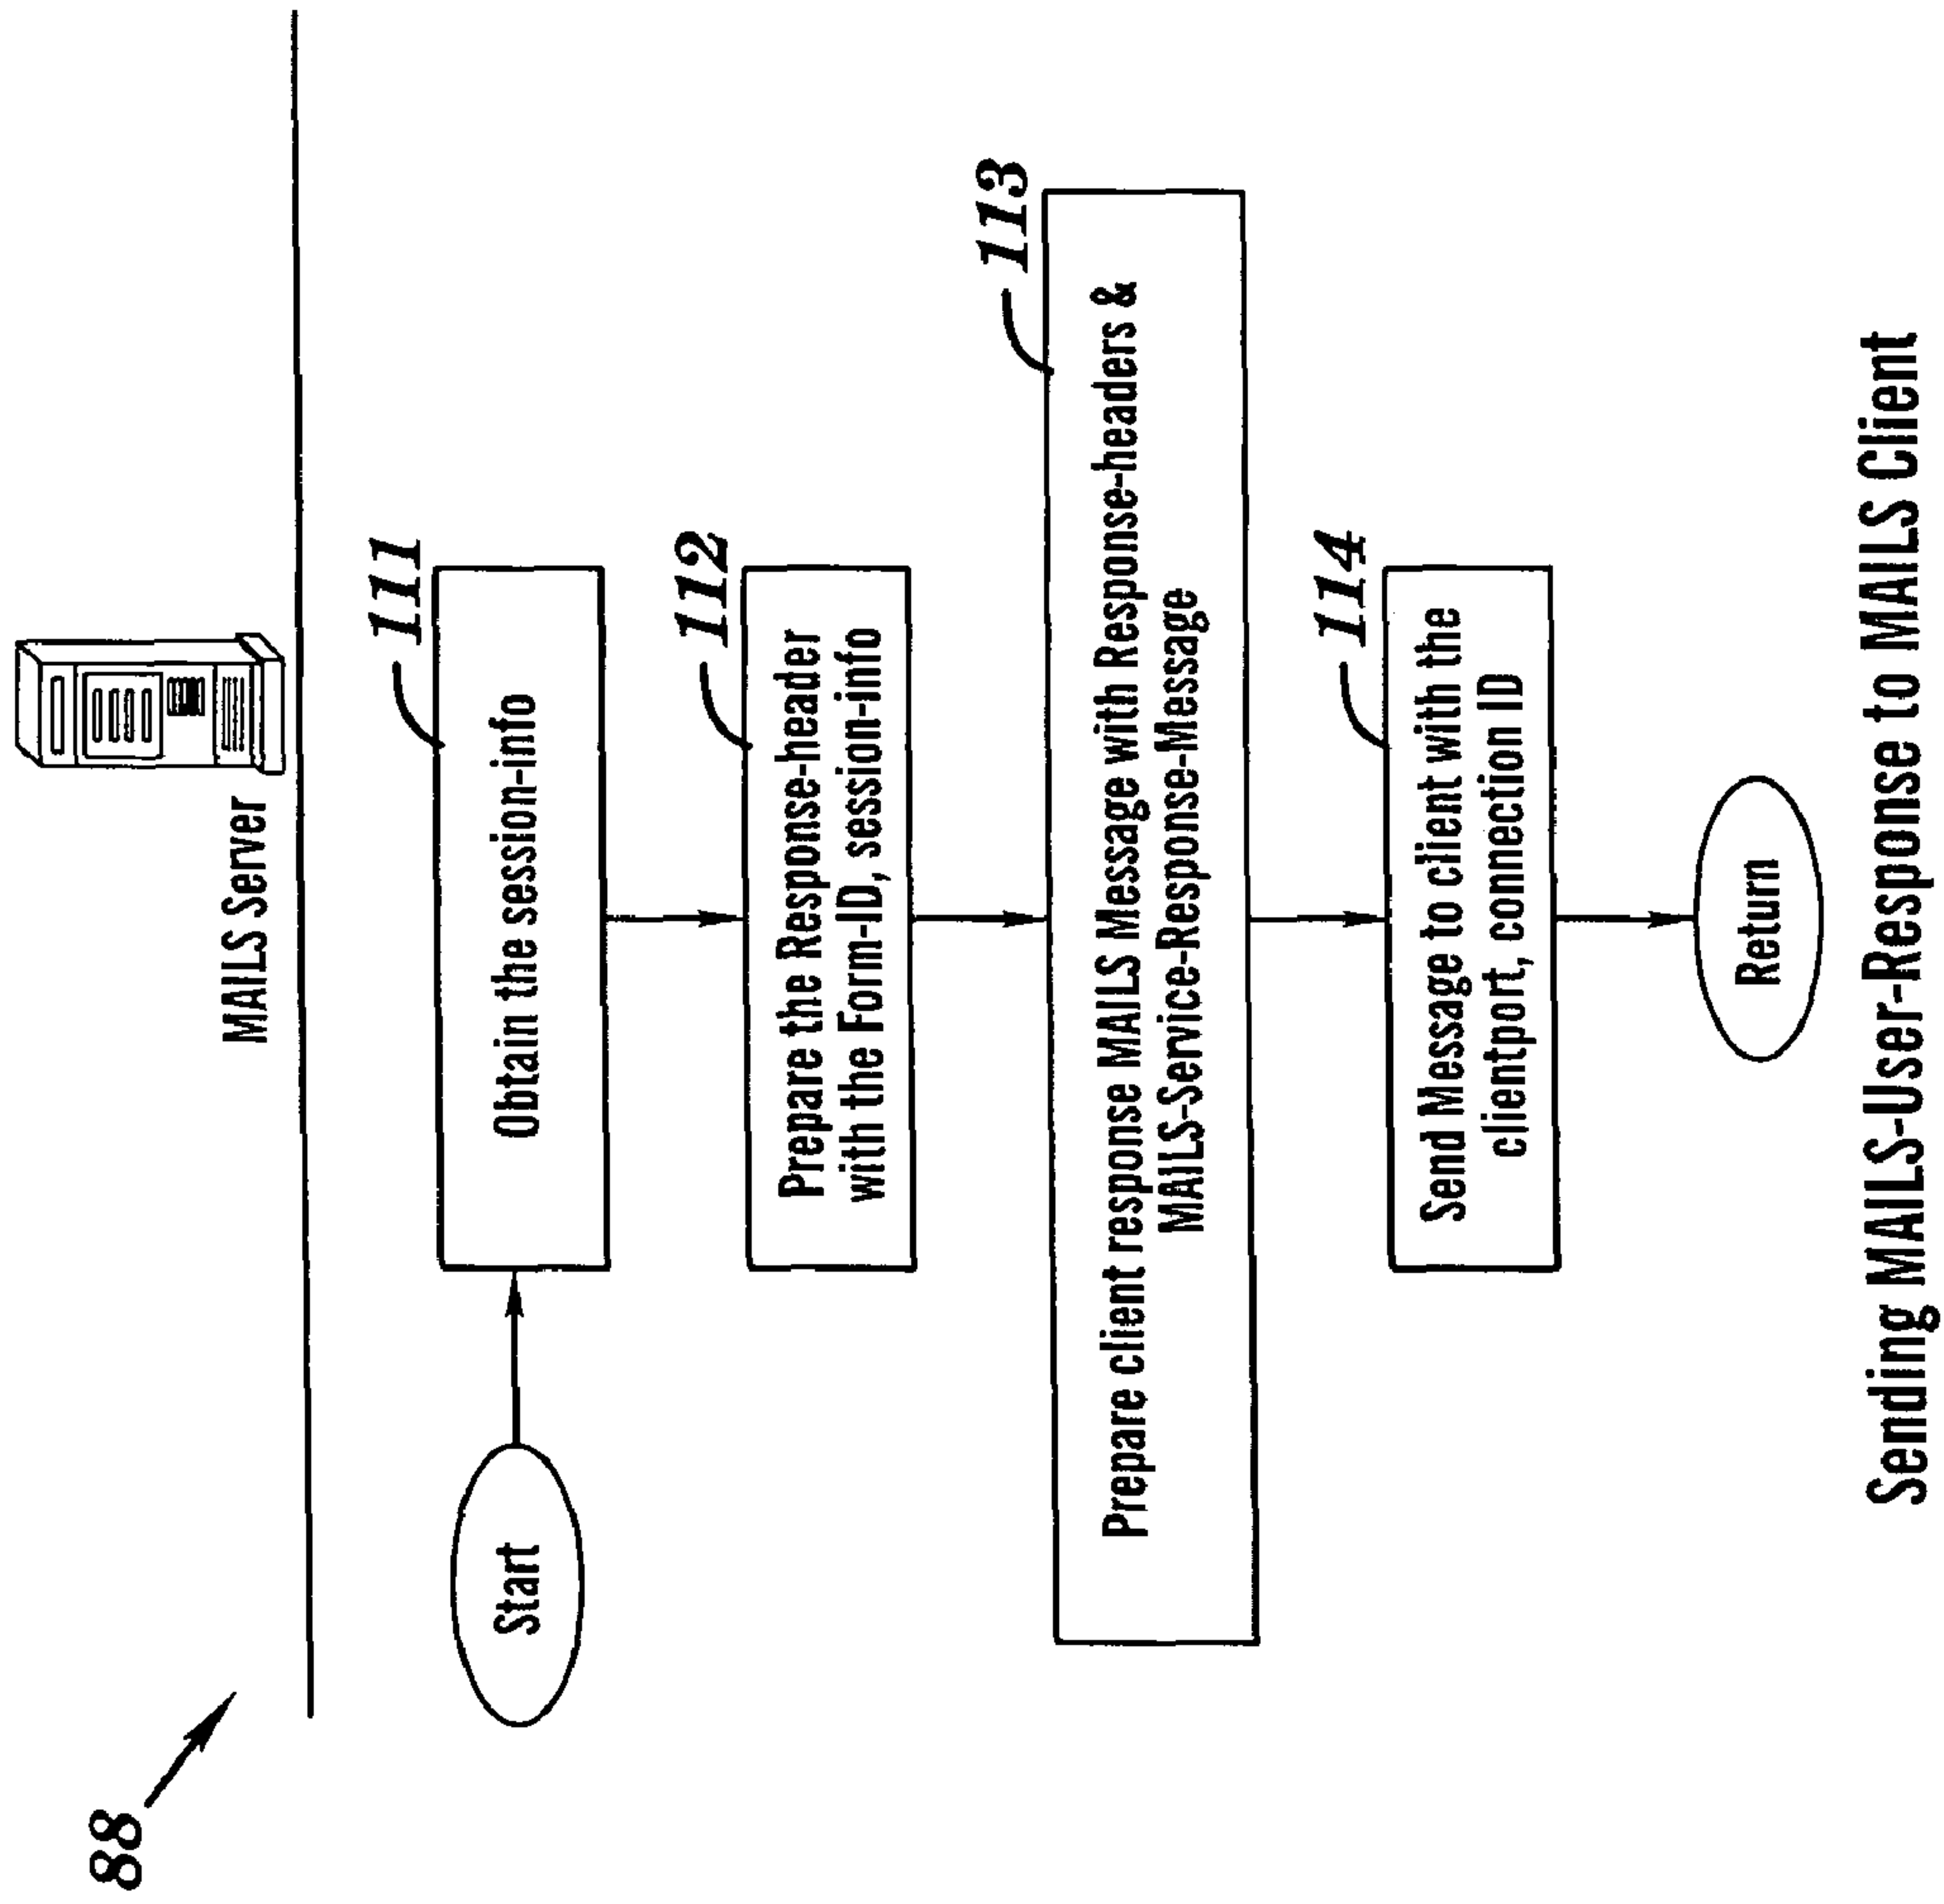 88
MAILS Server
Start
111
Obtain the session-info
112
Prepare the Response-header
with the Form-ID, session-info
113
Prepare client response MAILS Message with Response-headers &
MAILS-Service-Response-Message
114
Send Message to client with the
clientport, connection ID
Return
Sending MAILS-User-Response to MAILS Client